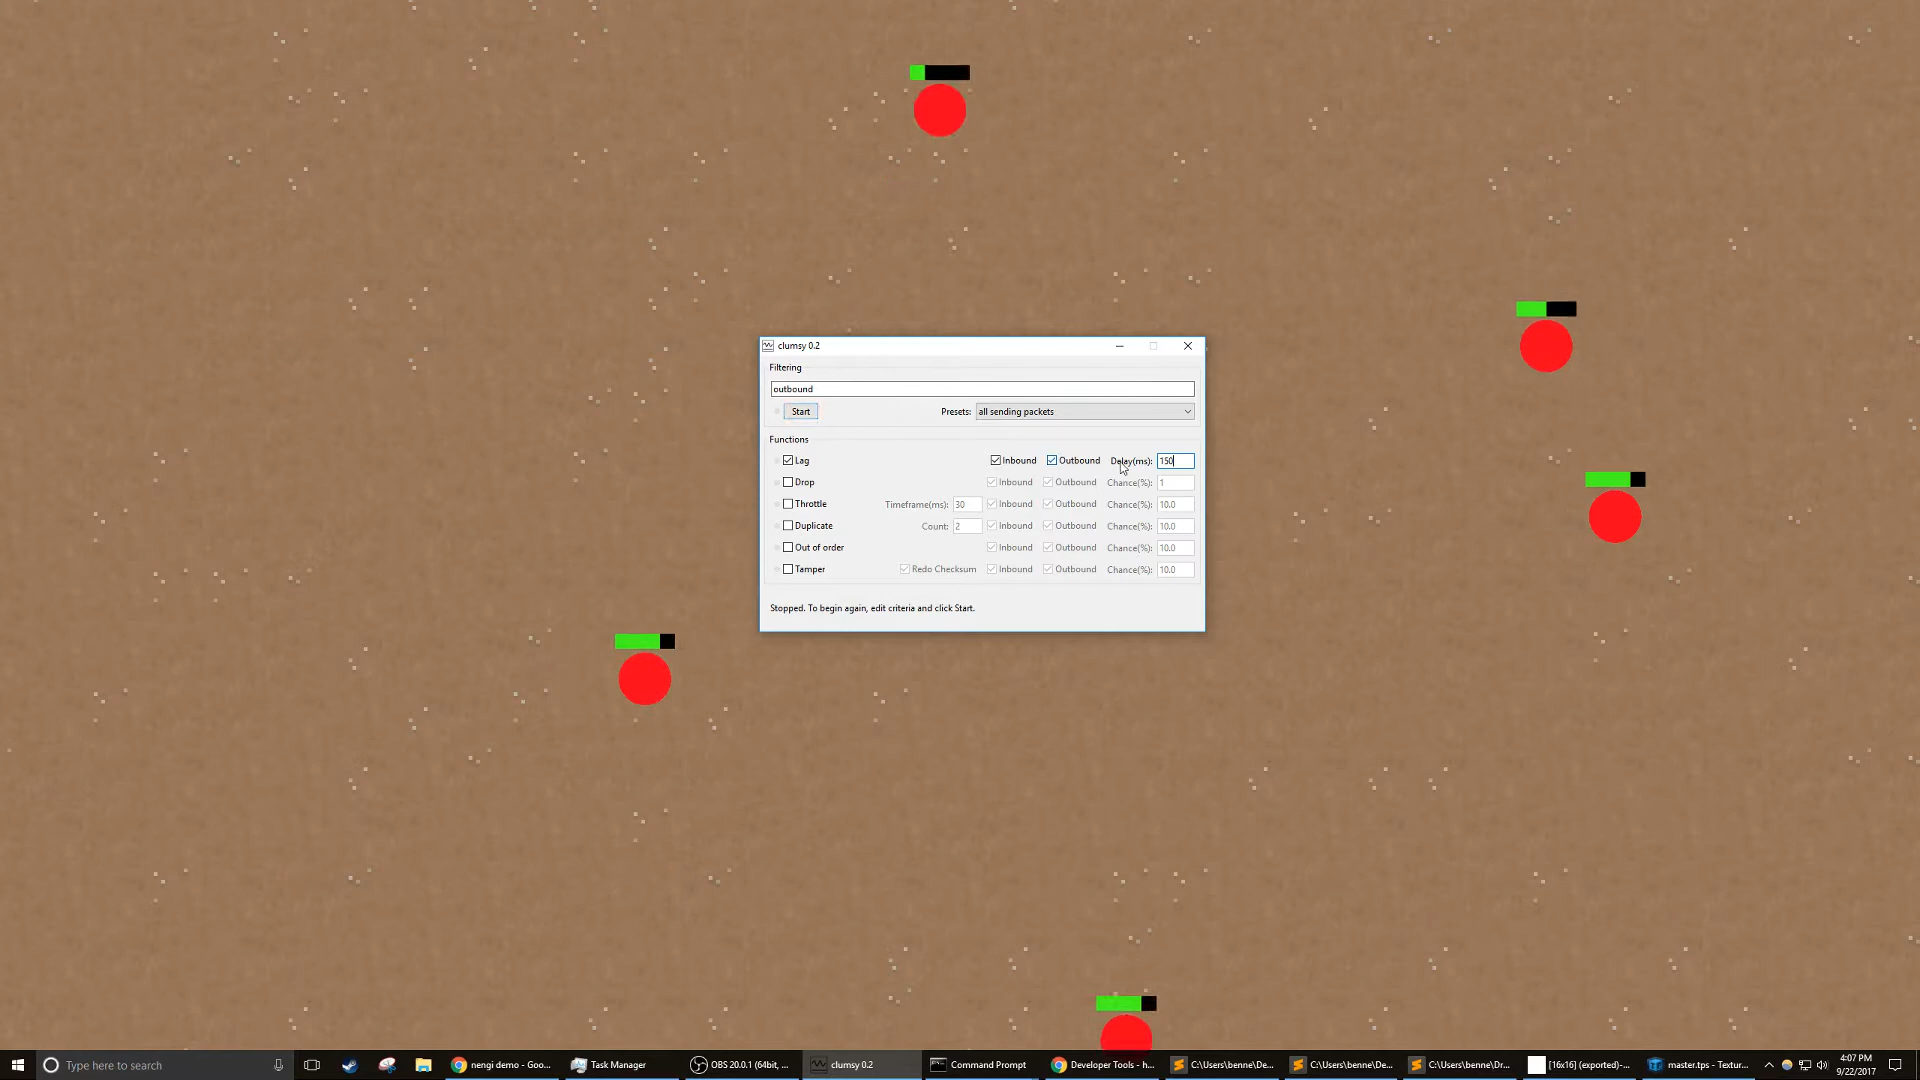 clumsy 0.2
Filtering
outbound
Start
Presets: all sending packets
Functions
Lag Inbound Outbound Delay(ms): 150
Drop Inbound Outbound Chance(%): 1
Throttle Timeframe(ms): 30 Inbound Outbound Chance(%): 10.0
Duplicate Count: 2 Inbound Outbound Chance(%): 10.0
Out of order Inbound Outbound Chance(%): 10.0
Tamper Redo Checksum Inbound Outbound Chance(%): 10.0
Stopped. To begin again, edit criteria and click Start.
Type here to search
nengi demo - Goo...
Task Manager
OBS 20.0.1 (64bit, ...
clumsy 0.2
Command Prompt
Developer Tools - h...
C:\Users\benne\De...
C:\Users\benne\De...
C:\Users\benne\Dr...
[16x16] (exported)-...
master.tps - Textur...
4:07 PM
9/22/2017